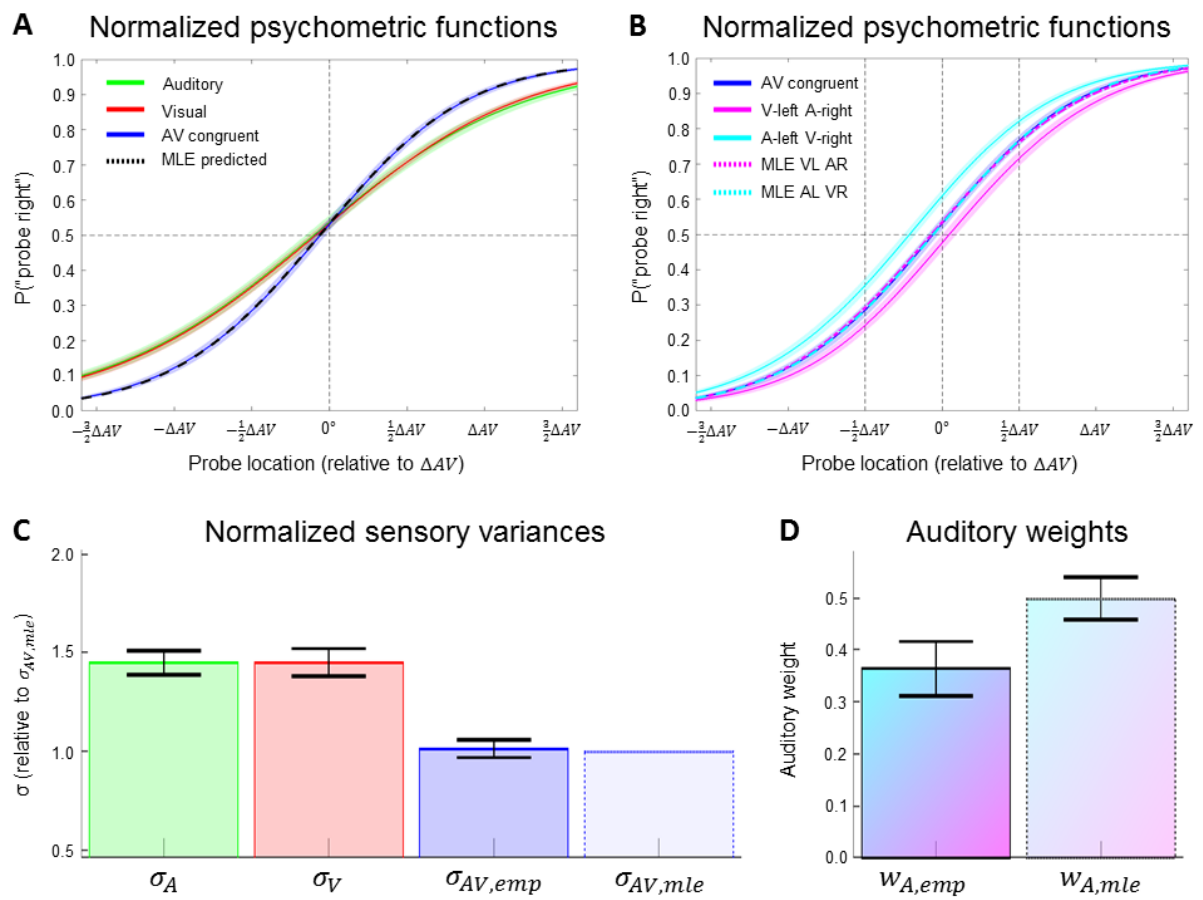 A Normalized psychometric functions
1.0
0.9
0.8
0.7
0.6
0.5
0.4
0.3
0.2
0.1
0.0
P("probe right")
Auditory
Visual
AV congruent
MLE predicted
−3/2ΔAV −ΔAV −1/2ΔAV 0° 1/2ΔAV ΔAV 3/2ΔAV
Probe location (relative to ΔAV)
B Normalized psychometric functions
1.0
0.9
0.8
0.7
0.6
0.5
0.4
0.3
0.2
0.1
0.0
P("probe right")
AV congruent
V-left A-right
A-left V-right
MLE VL AR
MLE AL VR
−3/2ΔAV −ΔAV −1/2ΔAV 0° 1/2ΔAV ΔAV 3/2ΔAV
Probe location (relative to ΔAV)
C Normalized sensory variances
2.0
1.5
1.0
0.5
σ (relative to σAV,mle)
σA σV σAV,emp σAV,mle
D Auditory weights
0.5
0.4
0.3
0.2
0.1
0.0
Auditory weight
wA,emp wA,mle